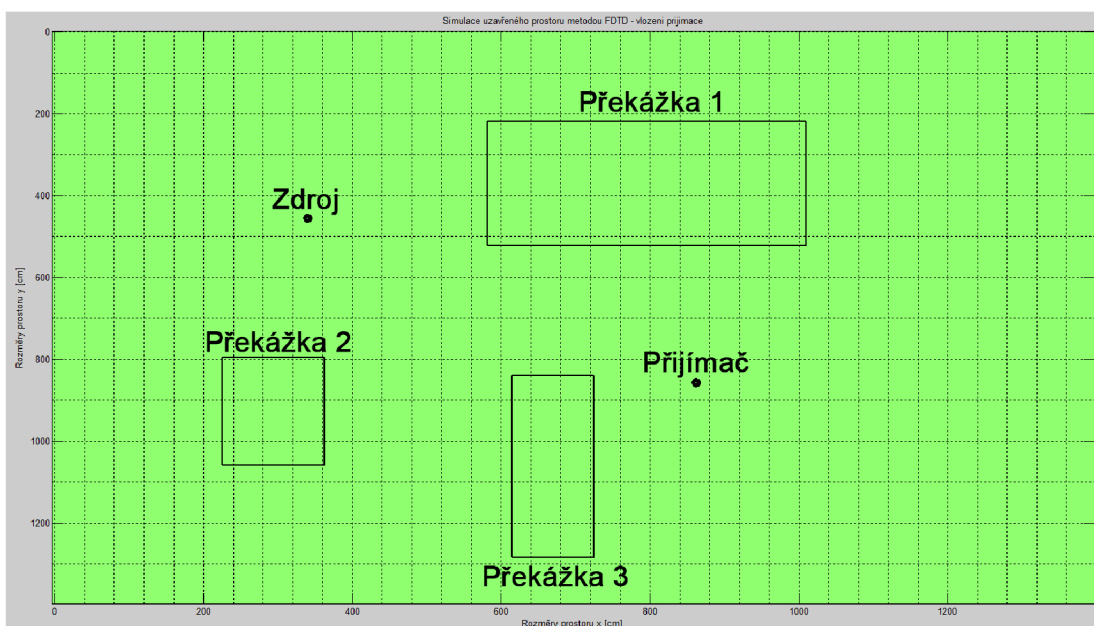 Simulace uzavřeného prostoru metodou FDTD - vlozeni prijimace
0
200
400
600
800
1000
1200
Rozměry prostoru y [cm]
Překážka 1
Zdroj
Překážka 2
Přijímač
Překážka 3
0 200 400 600 800 1000 1200
Rozměry prostoru x [cm]